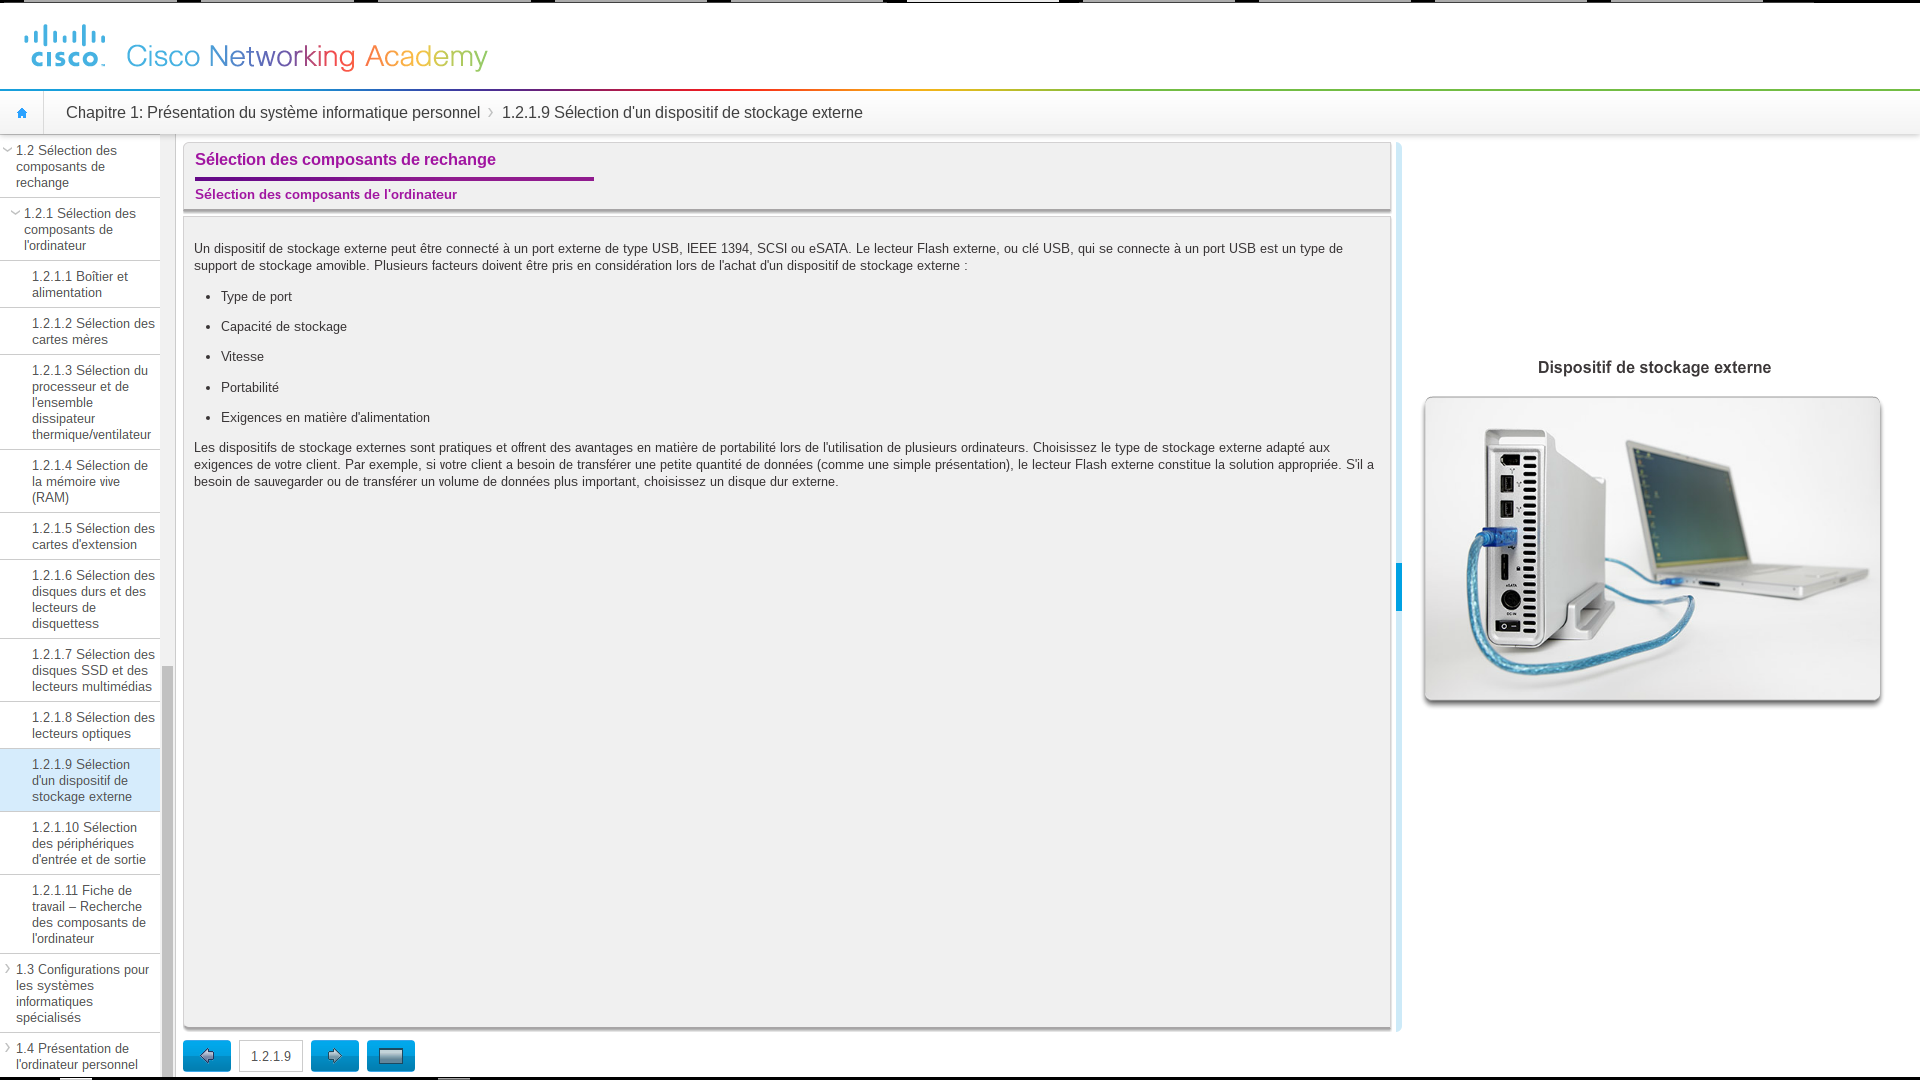 cisco
Cisco Networking Academy
Chapitre 1: Présentation du système informatique personnel
1.2.1.9 Sélection d'un dispositif de stockage externe
1.2 Sélection des
composants de
rechange
1.2.1 Sélection des
composants de
l'ordinateur
1.2.1.1 Boîtier et
alimentation
1.2.1.2 Sélection des
cartes mères
1.2.1.3 Sélection du
processeur et de
l'ensemble
dissipateur
thermique/ventilateur
1.2.1.4 Sélection de
la mémoire vive
(RAM)
1.2.1.5 Sélection des
cartes d'extension
1.2.1.6 Sélection des
disques durs et des
lecteurs de
disquettess
1.2.1.7 Sélection des
disques SSD et des
lecteurs multimédias
1.2.1.8 Sélection des
lecteurs optiques
1.2.1.9 Sélection
d'un dispositif de
stockage externe
1.2.1.10 Sélection
des périphériques
d'entrée et de sortie
1.2.1.11 Fiche de
travail – Recherche
des composants de
l'ordinateur
1.3 Configurations pour
les systèmes
informatiques
spécialisés
1.4 Présentation de
l'ordinateur personnel
Sélection des composants de rechange
Sélection des composants de l'ordinateur
Un dispositif de stockage externe peut être connecté à un port externe de type USB, IEEE 1394, SCSI ou eSATA. Le lecteur Flash externe, ou clé USB, qui se connecte à un port USB est un type de
support de stockage amovible. Plusieurs facteurs doivent être pris en considération lors de l'achat d'un dispositif de stockage externe :
• Type de port
• Capacité de stockage
• Vitesse
• Portabilité
• Exigences en matière d'alimentation
Les dispositifs de stockage externes sont pratiques et offrent des avantages en matière de portabilité lors de l'utilisation de plusieurs ordinateurs. Choisissez le type de stockage externe adapté aux
exigences de votre client. Par exemple, si votre client a besoin de transférer une petite quantité de données (comme une simple présentation), le lecteur Flash externe constitue la solution appropriée. S'il a
besoin de sauvegarder ou de transférer un volume de données plus important, choisissez un disque dur externe.
Dispositif de stockage externe
eSATA
DC IN
1.2.1.9